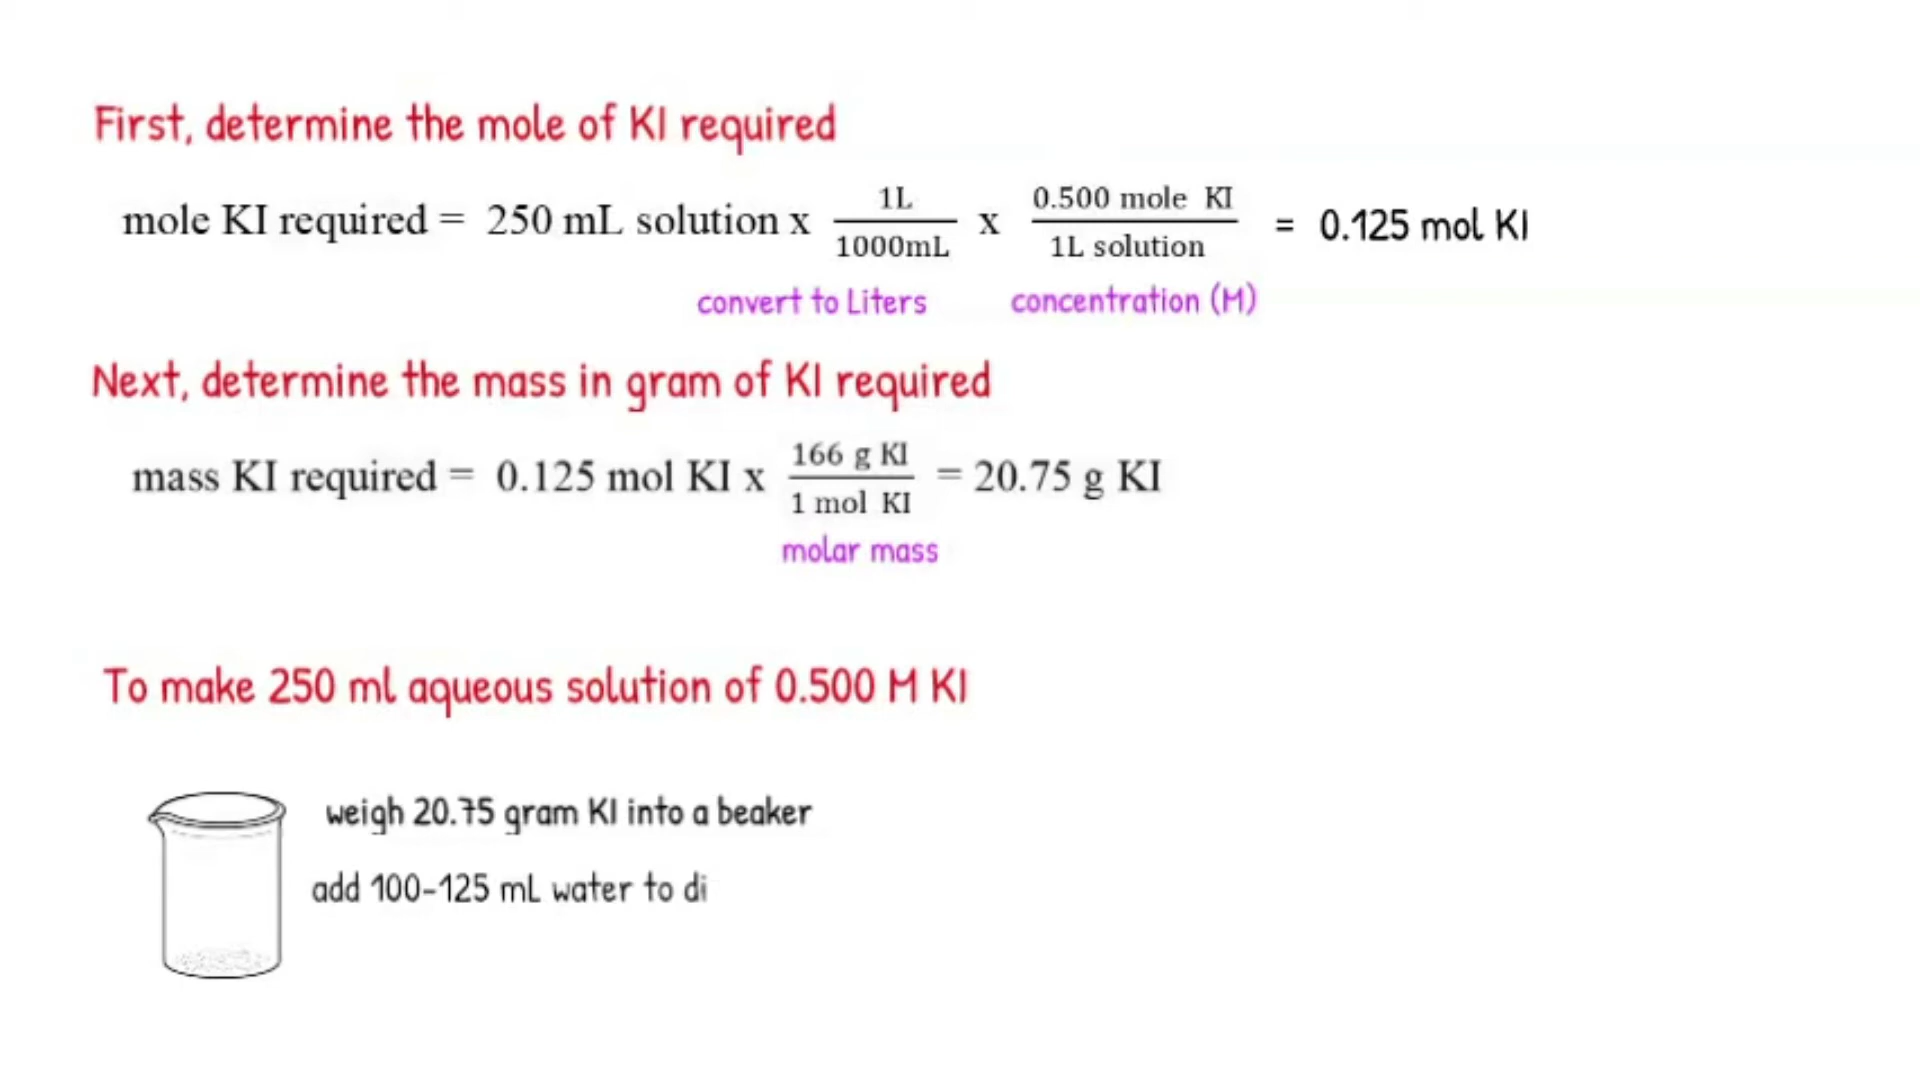 First, determine the mole of KI required
mole KI required = 250 mL solution x 1L/1000mL x 0.500 mole KI/1L solution = 0.125 mol KI
convert to Liters concentration (M)
Next, determine the mass in gram of KI required
mass KI required = 0.125 mol KI x 166 g KI/1 mol KI = 20.75 g KI
molar mass
To make 250 ml aqueous solution of 0.500 M KI
weigh 20.75 gram KI into a beaker
add 100-125 mL water to di